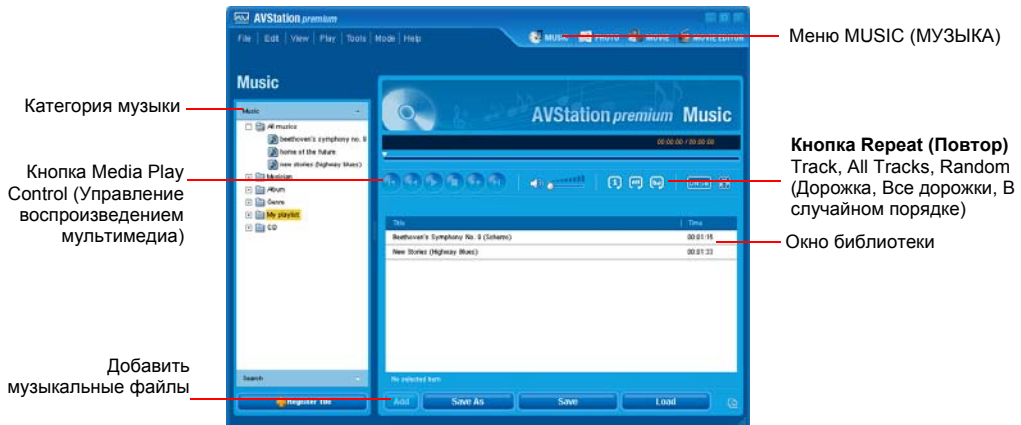 AVStation premium
File | Edit | View | Play | Tools | Mode | Help
MUSIC PHOTO MOVIE MOVIE EDITOR
Меню MUSIC (МУЗЫКА)
Music
AVStation premium Music
Категория музыки
Music
All musics
beethoven's symphony no. 9
home of the future
new stories (highway blues)
Musician
Album
Genre
My playlist
CD
00:00:00 / 00:00:00
Кнопка Media Play
Control (Управление
воспроизведением
мультимедиа)
Кнопка Repeat (Повтор)
Track, All Tracks, Random
(Дорожка, Все дорожки, В
случайном порядке)
Title Time
Beethoven's Symphony No. 9 (Scherzo) 00:01:15
New Stories (Highway Blues) 00:01:33
Окно библиотеки
Добавить
музыкальные файлы
Search
No selected item
Register File
Add Save As Save Load